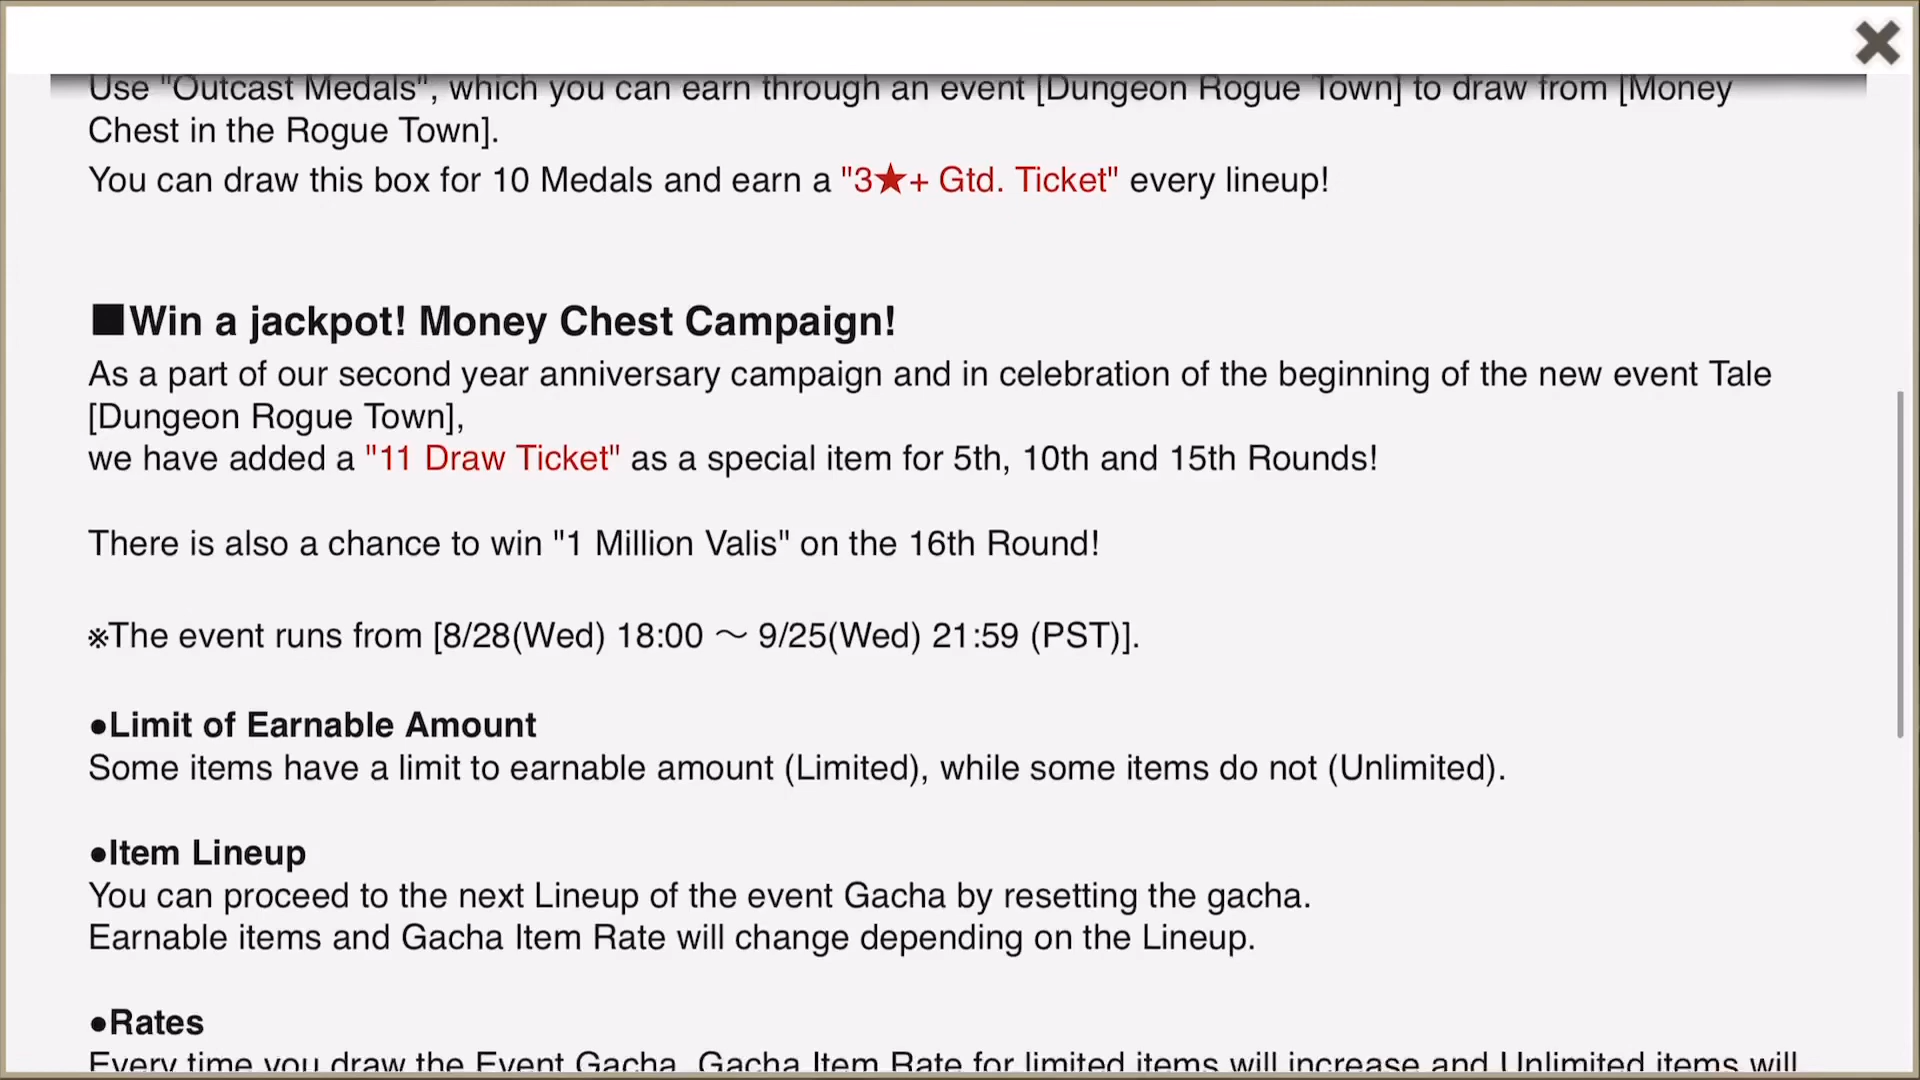 Use "Outcast Medals", which you can earn through an event [Dungeon Rogue Town] to draw from [Money
Chest in the Rogue Town].
You can draw this box for 10 Medals and earn a "3★+ Gtd. Ticket" every lineup!
■Win a jackpot! Money Chest Campaign!
As a part of our second year anniversary campaign and in celebration of the beginning of the new event Tale
[Dungeon Rogue Town],
we have added a "11 Draw Ticket" as a special item for 5th, 10th and 15th Rounds!
There is also a chance to win "1 Million Valis" on the 16th Round!
※The event runs from [8/28(Wed) 18:00 ～ 9/25(Wed) 21:59 (PST)].
●Limit of Earnable Amount
Some items have a limit to earnable amount (Limited), while some items do not (Unlimited).
●Item Lineup
You can proceed to the next Lineup of the event Gacha by resetting the gacha.
Earnable items and Gacha Item Rate will change depending on the Lineup.
●Rates
Every time you draw the Event Gacha, Gacha Item Rate for limited items will increase and Unlimited items will